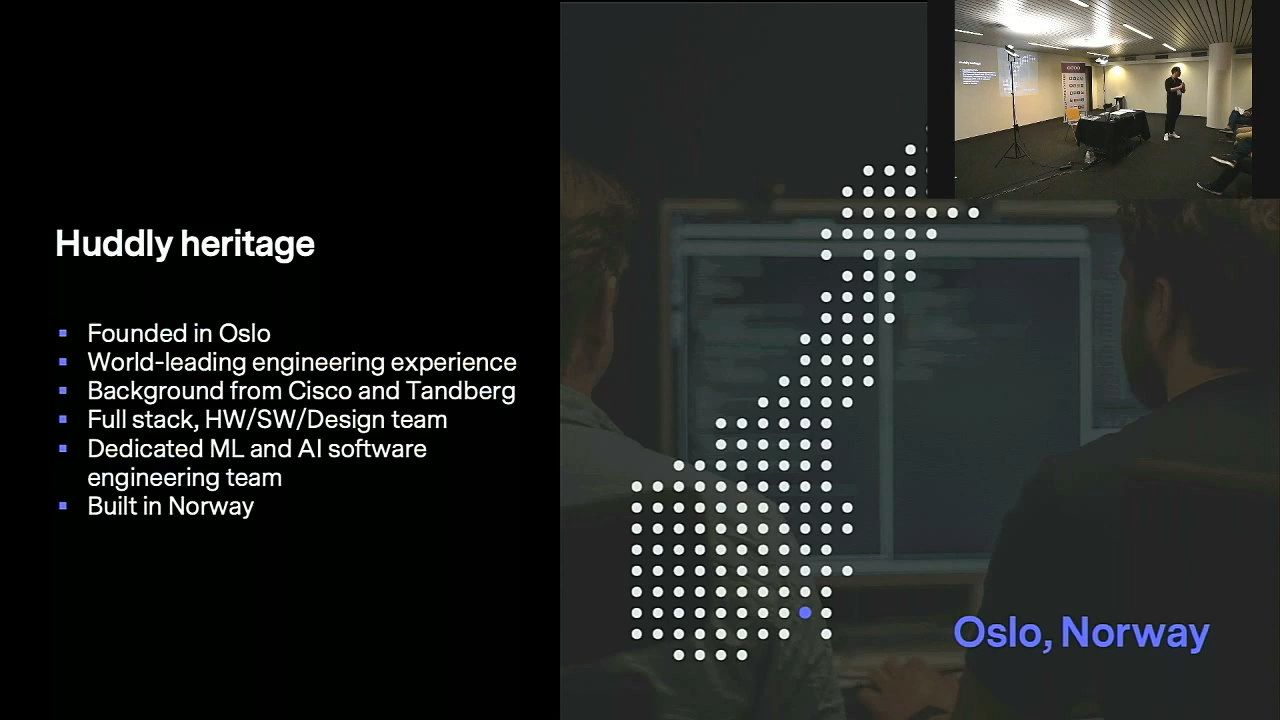 Huddly heritage
Founded in Oslo
World-leading engineering experience
Background from Cisco and Tandberg
Full stack, HW/SW/Design team
Dedicated ML and AI software
engineering team
Built in Norway
Oslo, Norway